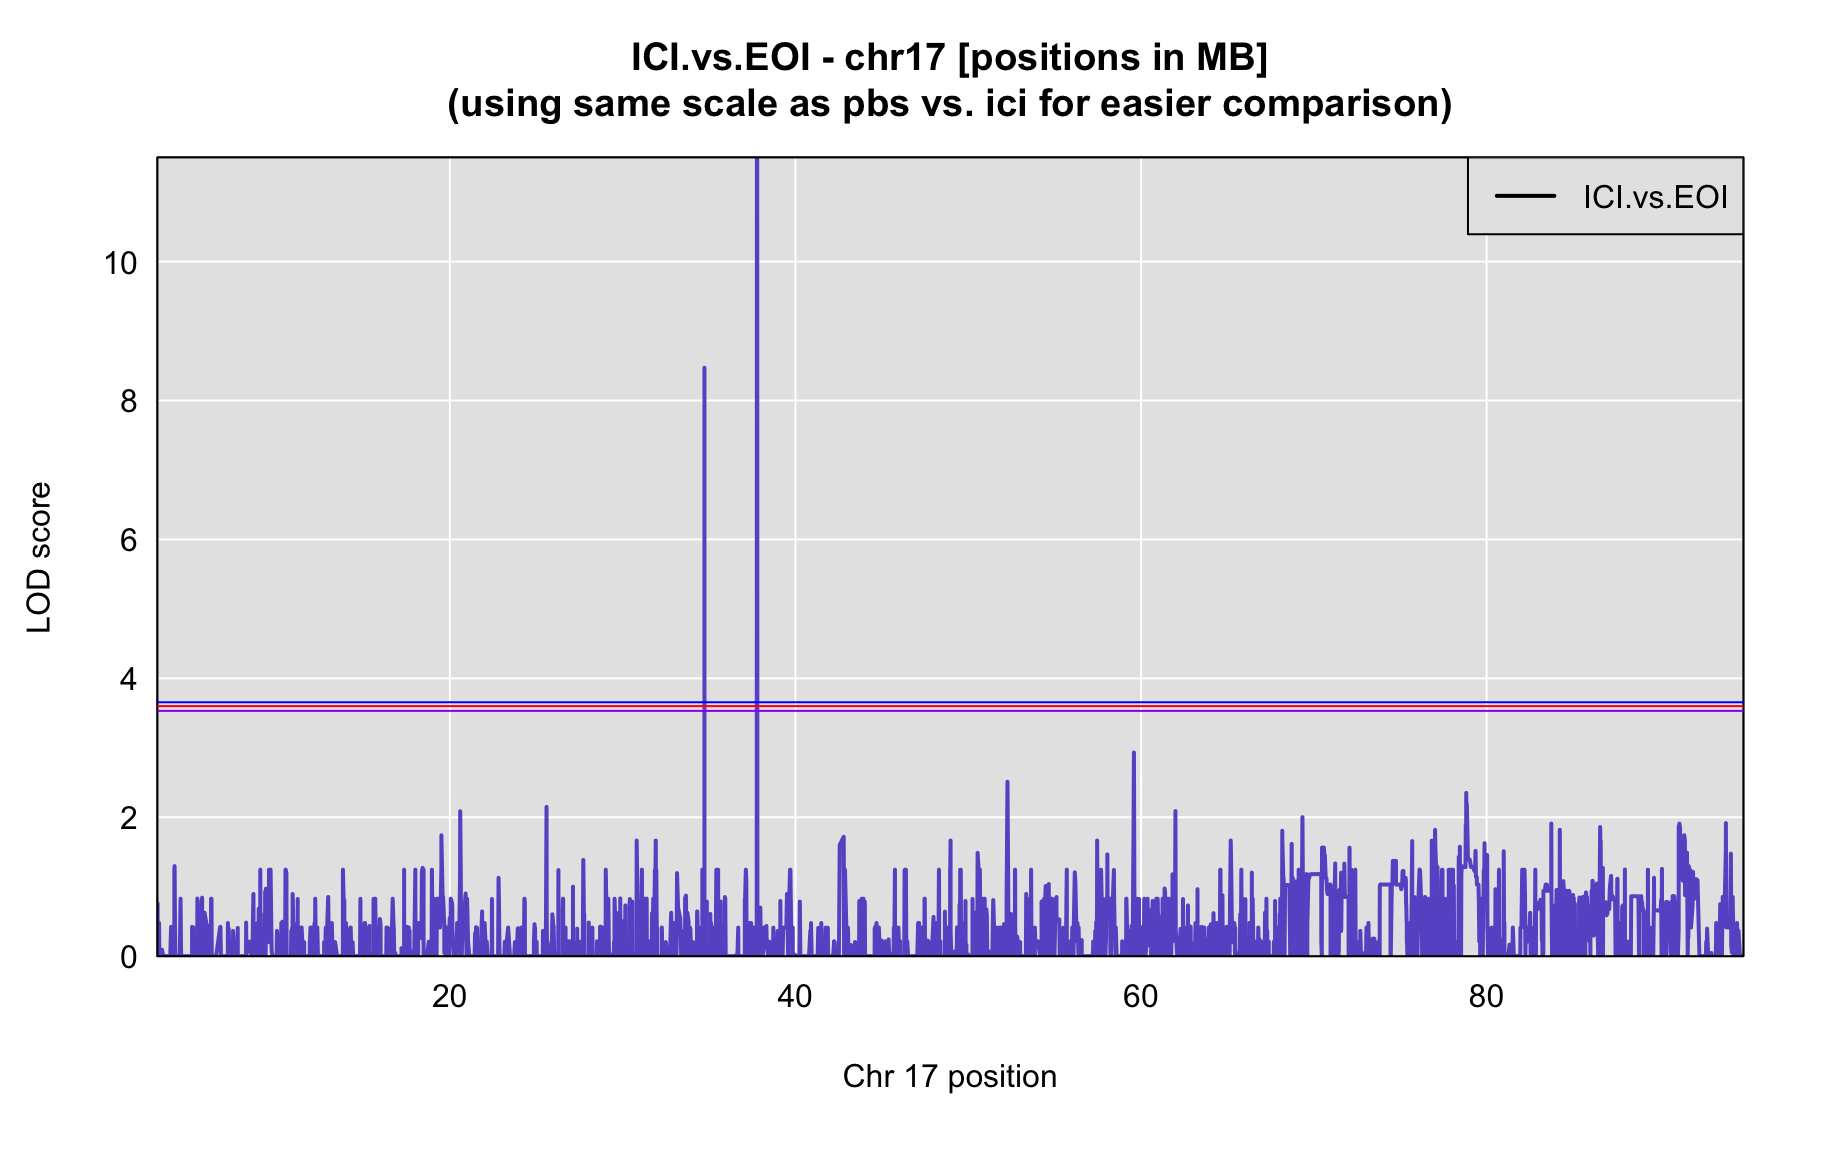 ICI.vs.EOI - chr17 [positions in MB]
(using same scale as pbs vs. ici for easier comparison)
ICI.vs.EOI
10
8
6
4
2
0
LOD score
20 40 60 80
Chr 17 position